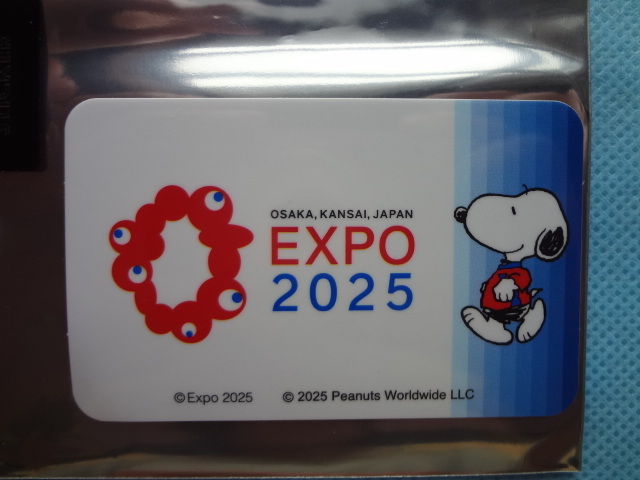 OSAKA, KANSAI, JAPAN
EXPO
2025
©Expo 2025
© 2025 Peanuts Worldwide LLC